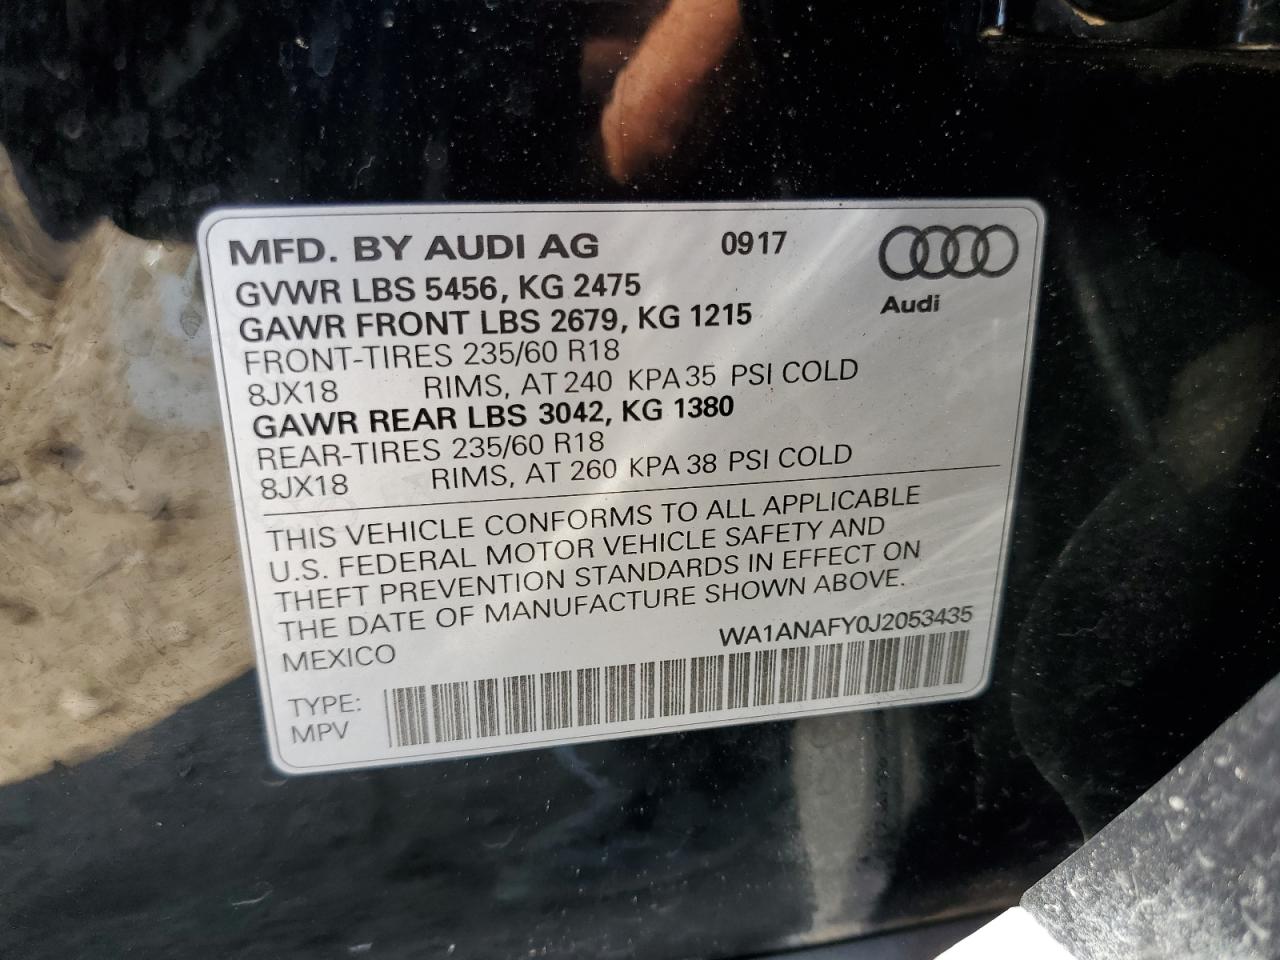 MFD. BY AUDI AG 0917
Audi
GVWR LBS 5456, KG 2475
GAWR FRONT LBS 2679, KG 1215
FRONT-TIRES 235/60 R18
8JX18 RIMS, AT 240 KPA 35 PSI COLD
GAWR REAR LBS 3042, KG 1380
REAR-TIRES 235/60 R18
8JX18 RIMS, AT 260 KPA 38 PSI COLD
THIS VEHICLE CONFORMS TO ALL APPLICABLE
U.S. FEDERAL MOTOR VEHICLE SAFETY AND
THEFT PREVENTION STANDARDS IN EFFECT ON
THE DATE OF MANUFACTURE SHOWN ABOVE.
MEXICO WA1ANAFY0J2053435
TYPE:
MPV